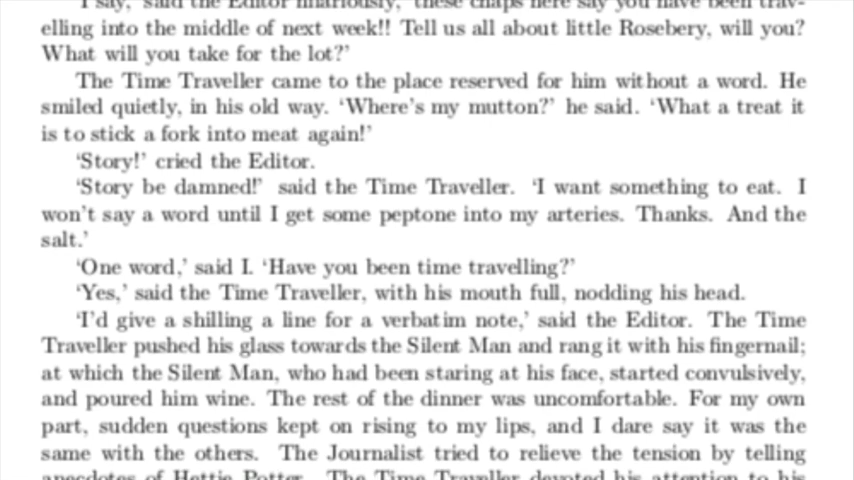 'I say,' said the Editor hilariously, 'these chaps here say you have been trav-
elling into the middle of next week!! Tell us all about little Rosebery, will you?
What will you take for the lot?'
The Time Traveller came to the place reserved for him without a word. He
smiled quietly, in his old way. 'Where's my mutton?' he said. 'What a treat it
is to stick a fork into meat again!'
'Story!' cried the Editor.
'Story be damned!' said the Time Traveller. 'I want something to eat. I
won't say a word until I get some peptone into my arteries. Thanks. And the
salt.'
'One word,' said I. 'Have you been time travelling?'
'Yes,' said the Time Traveller, with his mouth full, nodding his head.
'I'd give a shilling a line for a verbatim note,' said the Editor. The Time
Traveller pushed his glass towards the Silent Man and rang it with his fingernail;
at which the Silent Man, who had been staring at his face, started convulsively,
and poured him wine. The rest of the dinner was uncomfortable. For my own
part, sudden questions kept on rising to my lips, and I dare say it was the
same with the others. The Journalist tried to relieve the tension by telling
anecdotes of Hettie Potter. The Time Traveller devoted his attention to his